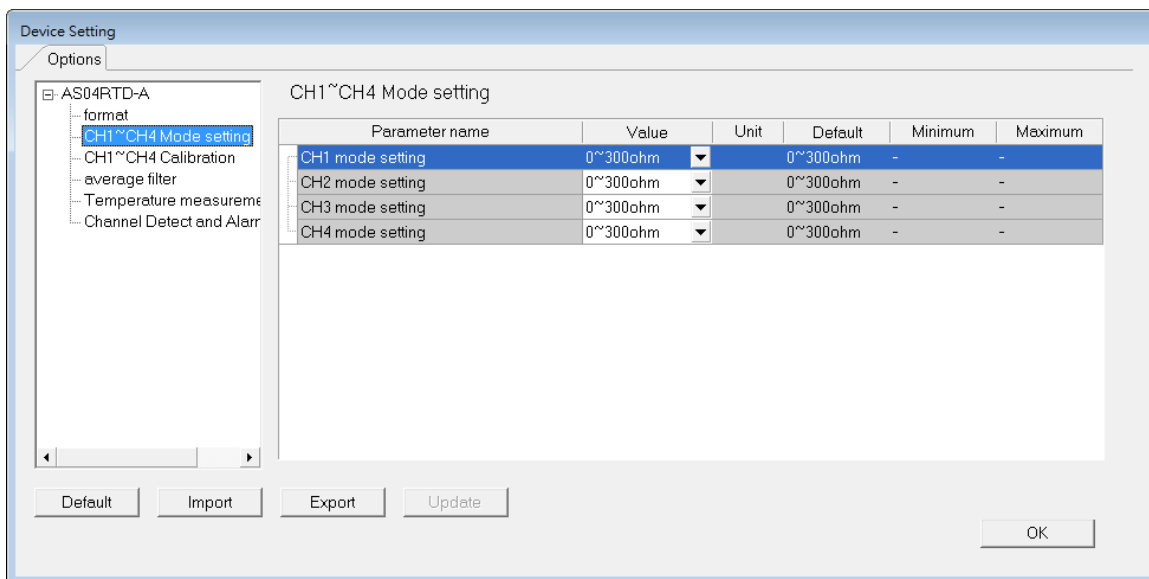 Device Setting
Options
AS04RTD-A
format
CH1~CH4 Mode setting
CH1~CH4 Calibration
average filter
Temperature measureme
Channel Detect and Alarr
CH1~CH4 Mode setting
Parameter name Value Unit Default Minimum Maximum
CH1 mode setting 0~300ohm 0~300ohm - -
CH2 mode setting 0~300ohm 0~300ohm - -
CH3 mode setting 0~300ohm 0~300ohm - -
CH4 mode setting 0~300ohm 0~300ohm - -
Default Import Export Update
OK